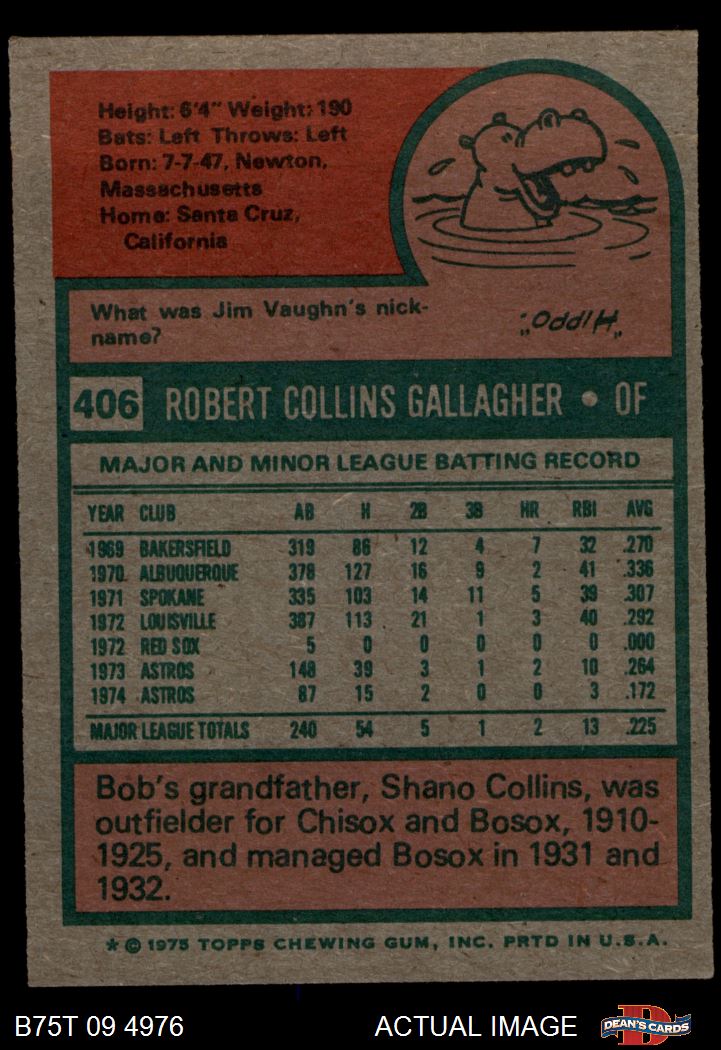 Height: 6'4" Weight: 190
Bats: Left Throws: Left
Born: 7-7-47, Newton,
Massachusetts
Home: Santa Cruz,
California
What was Jim Vaughn's nick-
name?
"Hippo."
406 ROBERT COLLINS GALLAGHER • OF
MAJOR AND MINOR LEAGUE BATTING RECORD
YEAR CLUB AB H 2B 3B HR RBI AVG
1969 BAKERSFIELD 319 86 12 4 7 32 .270
1970 ALBUQUERQUE 378 127 16 9 2 41 .336
1971 SPOKANE 335 103 14 11 5 39 .307
1972 LOUISVILLE 387 113 21 1 3 40 .292
1972 RED SOX 5 0 0 0 0 0 .000
1973 ASTROS 148 39 3 1 2 10 .264
1974 ASTROS 87 15 2 0 0 3 .172
MAJOR LEAGUE TOTALS 240 54 5 1 2 13 .225
Bob's grandfather, Shano Collins, was
outfielder for Chisox and Bosox, 1910-
1925, and managed Bosox in 1931 and
1932.
* © 1975 TOPPS CHEWING GUM, INC. PRTD IN U.S.A.
B75T 09 4976 ACTUAL IMAGE DEAN'S CARDS